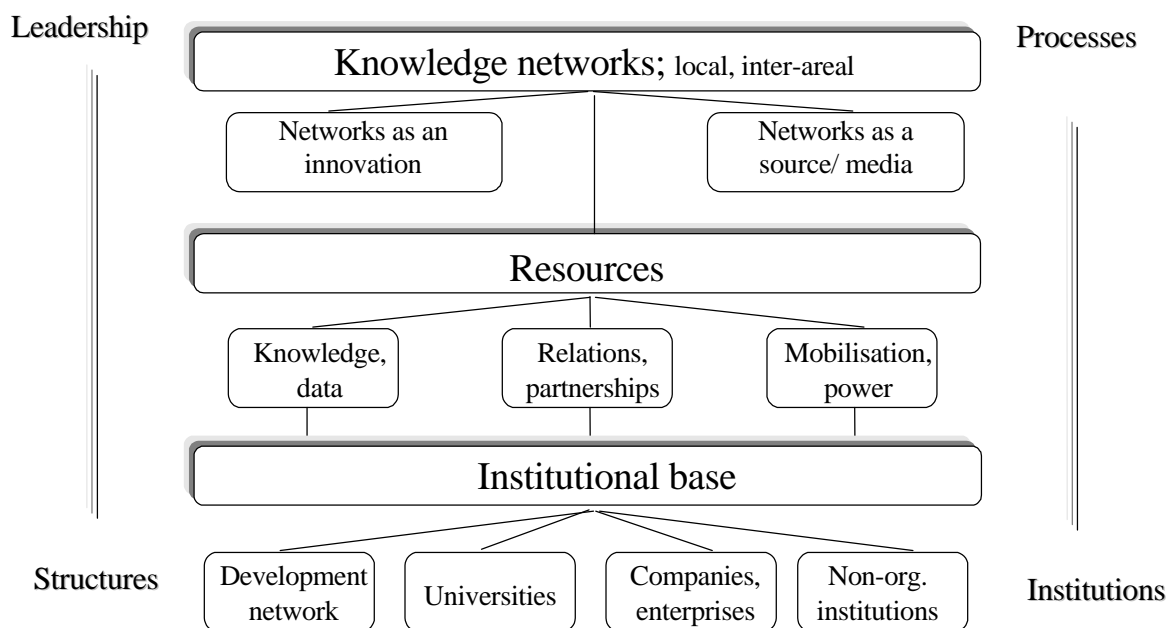 Leadership
Processes
Knowledge networks; local, inter-areal
Networks as an
innovation
Networks as a
source/ media
Resources
Knowledge,
data
Relations,
partnerships
Mobilisation,
power
Institutional base
Structures
Development
network
Universities
Companies,
enterprises
Non-org.
institutions
Institutions